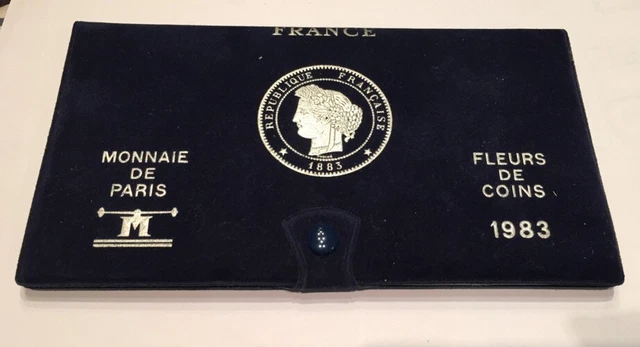 FRANCE
REPUBLIQUE FRANÇAISE
1883
MONNAIE
DE
PARIS
M
FLEURS
DE
COINS
1983